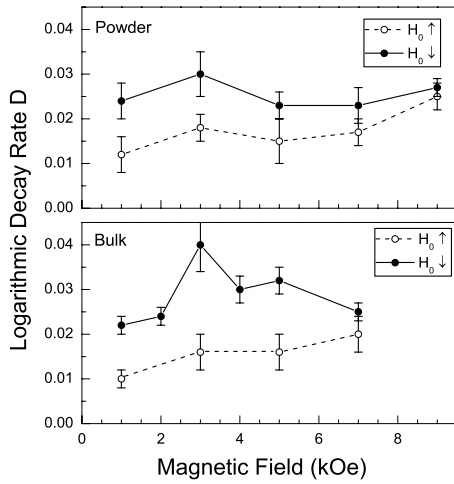 Powder
H₀ ↑
H₀ ↓
0.04
0.03
0.02
0.01
0.00
Logarithmic Decay Rate D
Bulk
H₀ ↑
H₀ ↓
0.04
0.03
0.02
0.01
0.00
0 2 4 6 8
Magnetic Field (kOe)